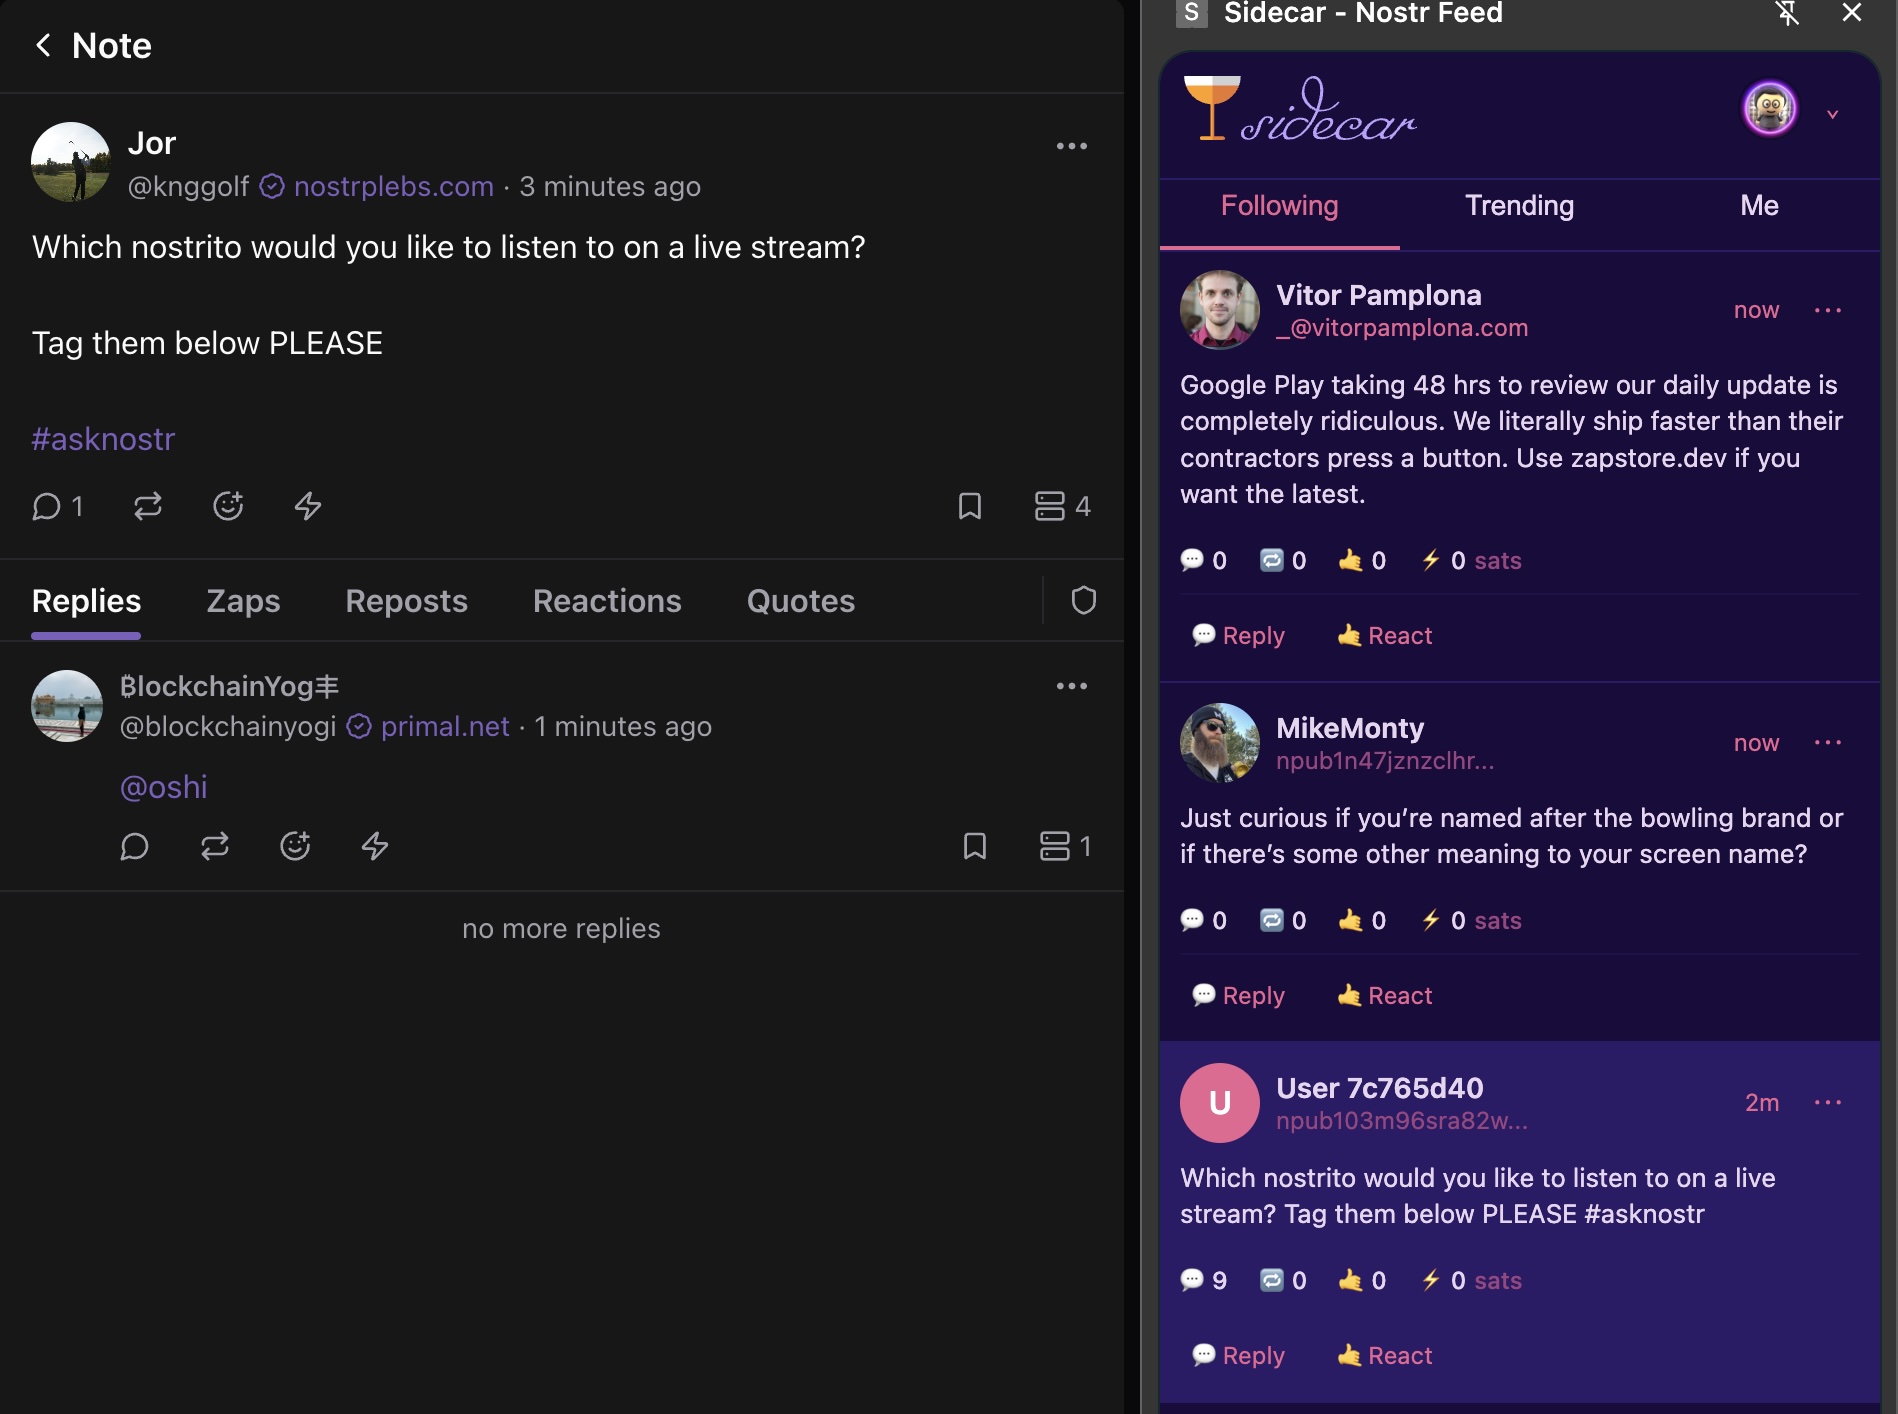 Note
Jor
@knggolf nostrplebs.com · 3 minutes ago
Which nostrito would you like to listen to on a live stream?
Tag them below PLEASE
#asknostr
1
4
Replies Zaps Reposts Reactions Quotes
₿lockchainYog丰
@blockchainyogi primal.net · 1 minutes ago
@oshi
1
no more replies
S Sidecar - Nostr Feed
sidecar
Following Trending Me
Vitor Pamplona
_@vitorpamplona.com
now
Google Play taking 48 hrs to review our daily update is
completely ridiculous. We literally ship faster than their
contractors press a button. Use zapstore.dev if you
want the latest.
💬 0 🔁 0 🤙 0 ⚡ 0 sats
💬 Reply 🤙 React
MikeMonty
npub1n47jznzclhr...
now
Just curious if you’re named after the bowling brand or
if there’s some other meaning to your screen name?
💬 0 🔁 0 🤙 0 ⚡ 0 sats
💬 Reply 🤙 React
U
User 7c765d40
npub103m96sra82w...
2m
Which nostrito would you like to listen to on a live
stream? Tag them below PLEASE #asknostr
💬 9 🔁 0 🤙 0 ⚡ 0 sats
💬 Reply 🤙 React